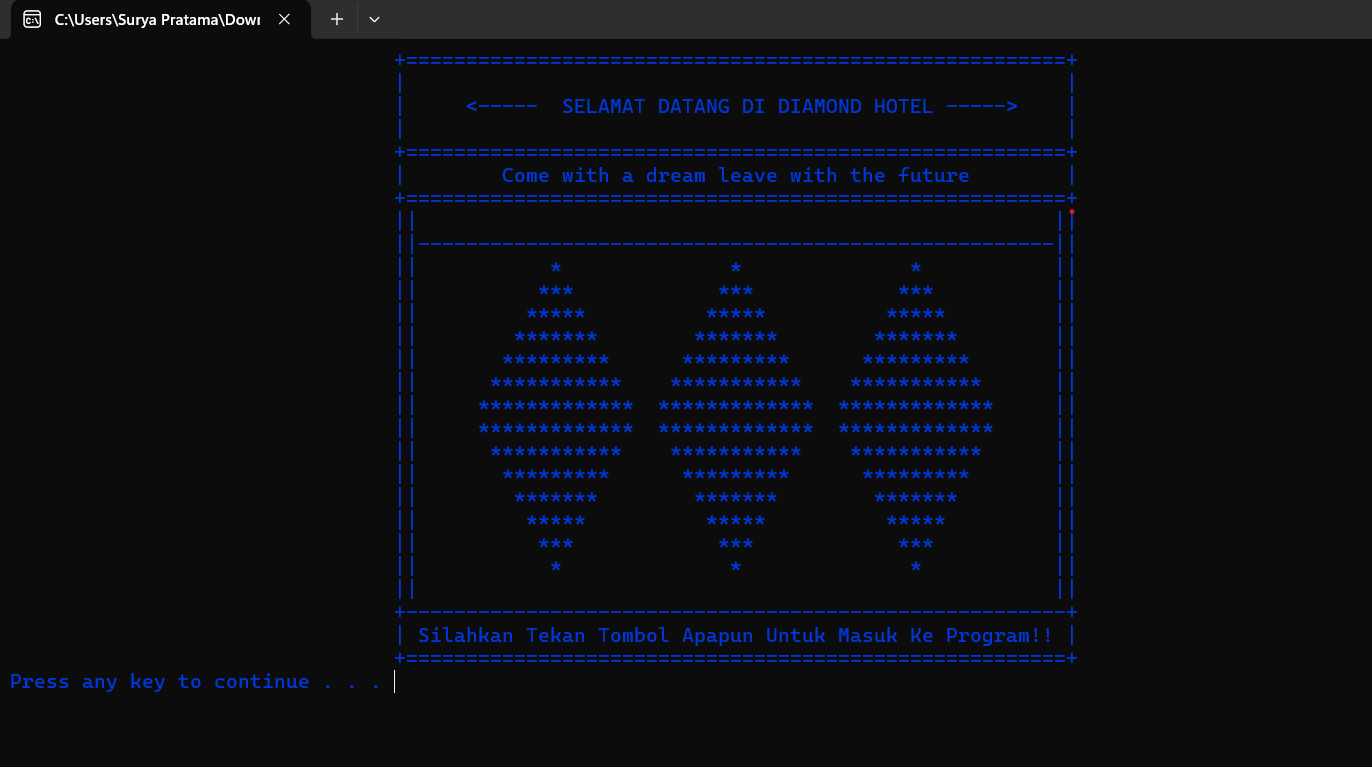 C:\Users\Surya Pratama\Dow
+=======================================================+
<-----  SELAMAT DATANG DI DIAMOND HOTEL ----->
+=======================================================+
| Come with a dream leave with the future |
+=======================================================+
||-----------------------------------------------------||
* * *
*** *** ***
***** ***** *****
******* ******* *******
********* ********* *********
*********** *********** ***********
************* ************* *************
************* ************* *************
*********** *********** ***********
********* ********* *********
******* ******* *******
***** ***** *****
*** *** ***
* * *
+-------------------------------------------------------+
| Silahkan Tekan Tombol Apapun Untuk Masuk Ke Program!! |
+=======================================================+
Press any key to continue . . .